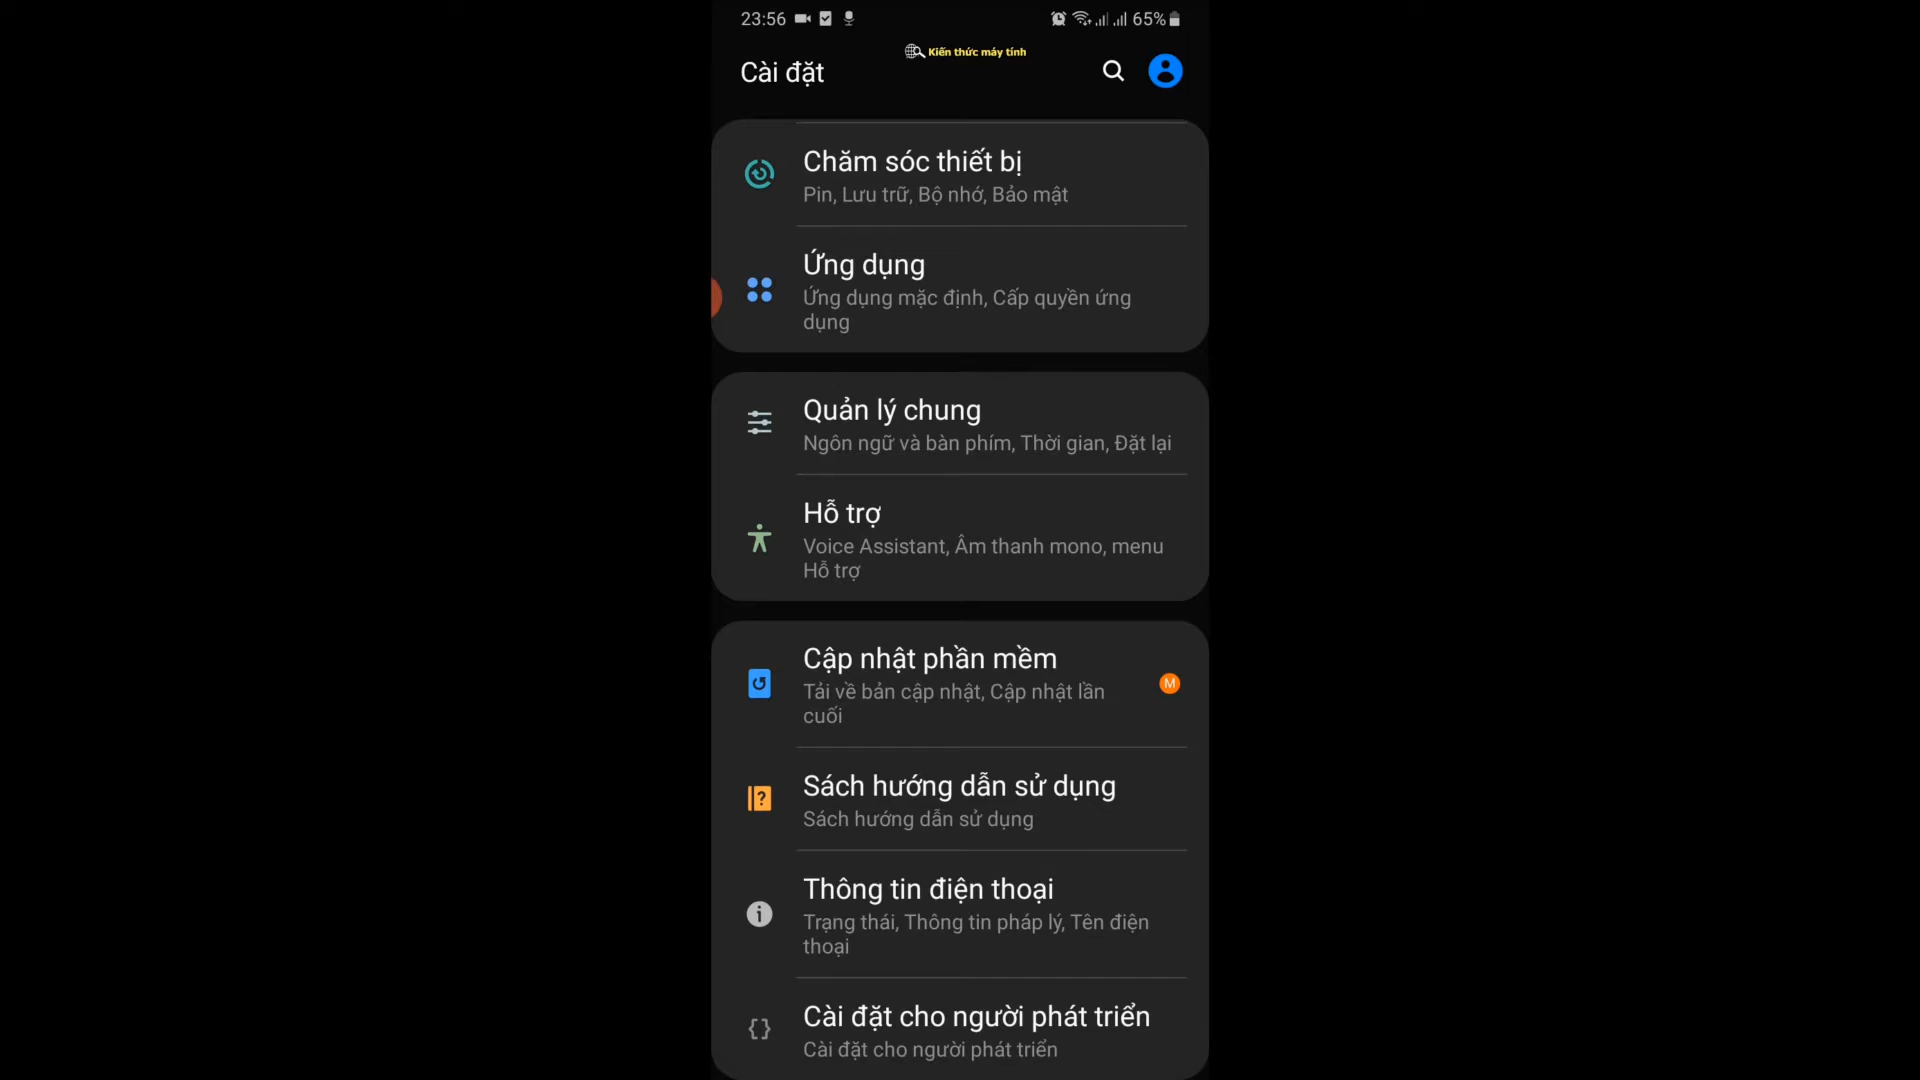 23:56 65%
Kiến thức máy tính
Cài đặt
Chăm sóc thiết bị
Pin, Lưu trữ, Bộ nhớ, Bảo mật
Ứng dụng
Ứng dụng mặc định, Cấp quyền ứng
dụng
Quản lý chung
Ngôn ngữ và bàn phím, Thời gian, Đặt lại
Hỗ trợ
Voice Assistant, Âm thanh mono, menu
Hỗ trợ
Cập nhật phần mềm
Tải về bản cập nhật, Cập nhật lần
cuối
M
Sách hướng dẫn sử dụng
Sách hướng dẫn sử dụng
Thông tin điện thoại
Trạng thái, Thông tin pháp lý, Tên điện
thoại
Cài đặt cho người phát triển
Cài đặt cho người phát triển